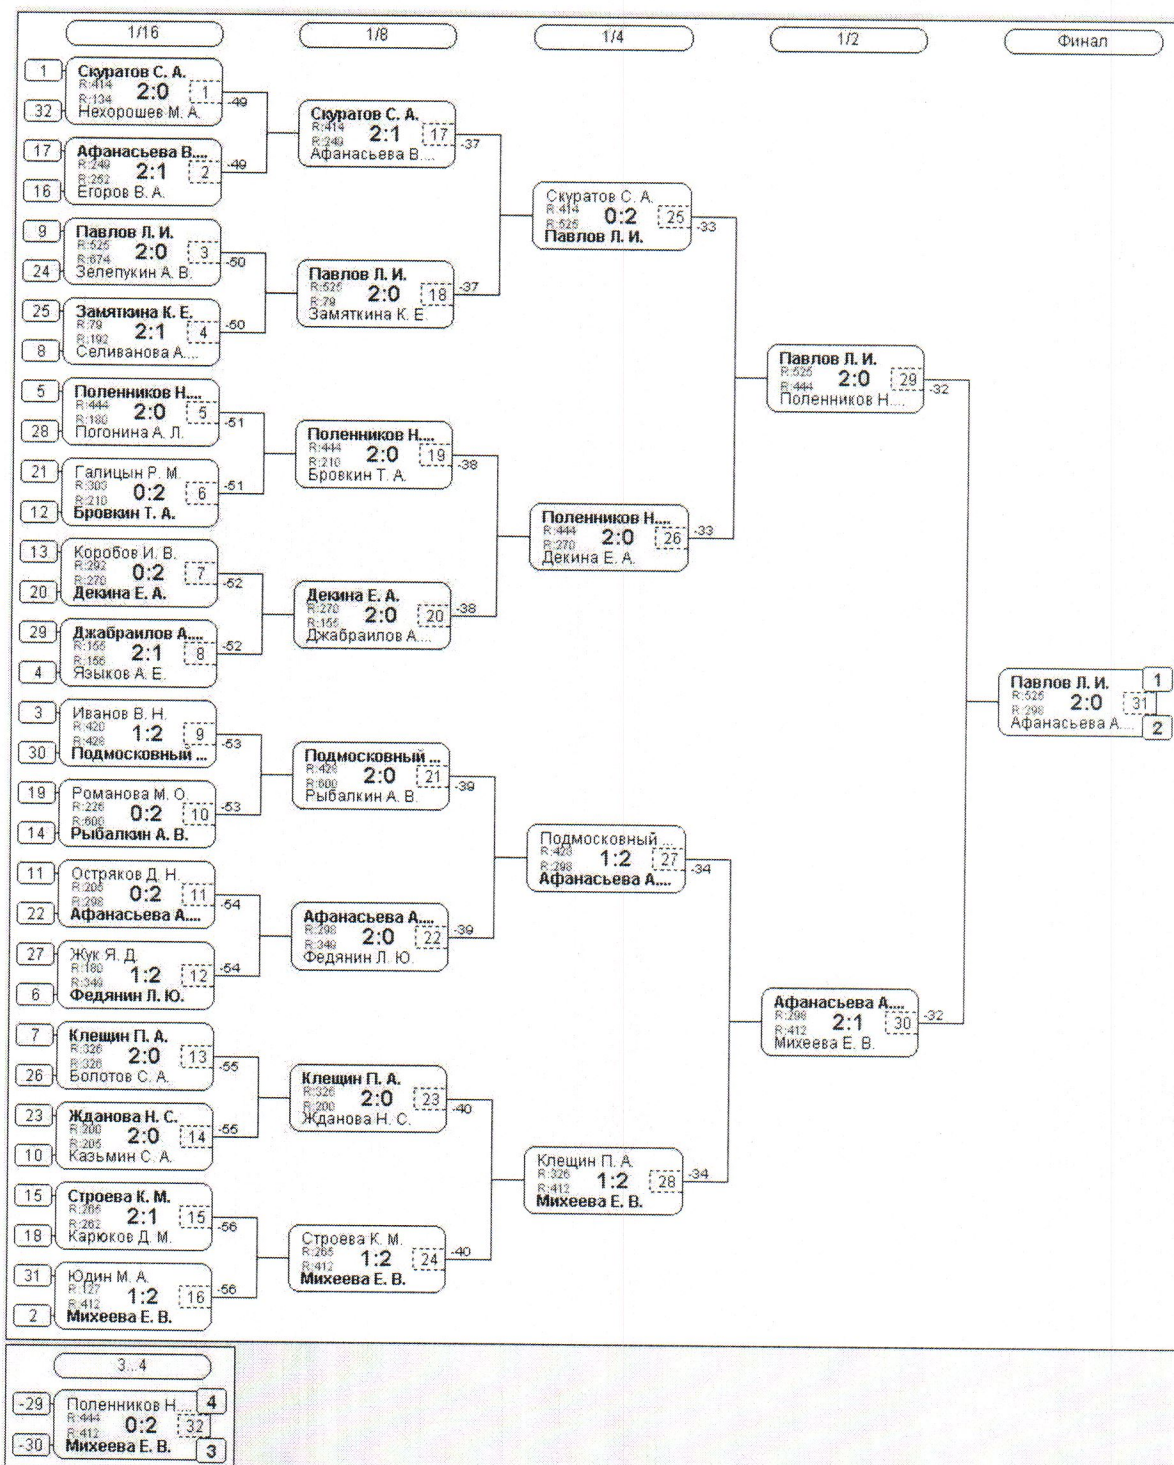 1/16
1/8
1/4
1/2
Финал
1
Скуратов С. А.
R:414
2:0
1
-49
R:134
32
Нехорошев М. А.
17
Афанасьева В....
R:249
2:1
2
-49
R:252
16
Егоров В. А.
9
Павлов Л. И.
R:525
2:0
3
-50
R:674
24
Зелепукин А. В.
25
Замяткина К. Е.
R:79
2:1
4
-50
R:192
8
Селиванова А....
5
Поленников Н....
R:444
2:0
5
-51
R:180
28
Погонина А. Л.
21
Галицын Р. М.
R:303
0:2
6
-51
R:210
12
Бровкин Т. А.
13
Коробов И. В.
R:292
0:2
7
-52
R:270
20
Декина Е. А.
29
Джабраилов А....
R:155
2:1
8
-52
R:156
4
Языков А. Е.
3
Иванов В. Н.
R:420
1:2
9
-53
R:428
30
Подмосковный ...
19
Романова М. О.
R:226
0:2
10
-53
R:600
14
Рыбалкин А. В.
11
Остряков Д. Н.
R:205
0:2
11
-54
R:298
22
Афанасьева А....
27
Жук Я. Д.
R:180
1:2
12
-54
R:349
6
Федянин Л. Ю.
7
Клещин П. А.
R:326
2:0
13
-55
R:326
26
Болотов С. А.
23
Жданова Н. С.
R:200
2:0
14
-55
R:205
10
Казьмин С. А.
15
Строева К. М.
R:265
2:1
15
-56
R:262
18
Карюков Д. М.
31
Юдин М. А.
R:127
1:2
16
-56
R:412
2
Михеева Е. В.
Скуратов С. А.
R:414
2:1
17
-37
R:249
Афанасьева В....
Павлов Л. И.
R:525
2:0
18
-37
R:79
Замяткина К. Е.
Поленников Н....
R:444
2:0
19
-38
R:210
Бровкин Т. А.
Декина Е. А.
R:270
2:0
20
-38
R:155
Джабраилов А....
Подмосковный ...
R:428
2:0
21
-39
R:600
Рыбалкин А. В.
Афанасьева А....
R:298
2:0
22
-39
R:349
Федянин Л. Ю.
Клещин П. А.
R:326
2:0
23
-40
R:200
Жданова Н. С.
Строева К. М.
R:265
1:2
24
-40
R:412
Михеева Е. В.
Скуратов С. А.
R:414
0:2
25
-33
R:525
Павлов Л. И.
Поленников Н....
R:444
2:0
26
-33
R:270
Декина Е. А.
Подмосковный ...
R:428
1:2
27
-34
R:298
Афанасьева А....
Клещин П. А.
R:326
1:2
28
-34
R:412
Михеева Е. В.
Павлов Л. И.
R:525
2:0
29
-32
R:444
Поленников Н....
Афанасьева А....
R:298
2:1
30
-32
R:412
Михеева Е. В.
Павлов Л. И.
1
R:525
2:0
31
R:298
Афанасьева А....
2
3...4
-29
Поленников Н....
4
R:444
0:2
32
R:412
-30
Михеева Е. В.
3